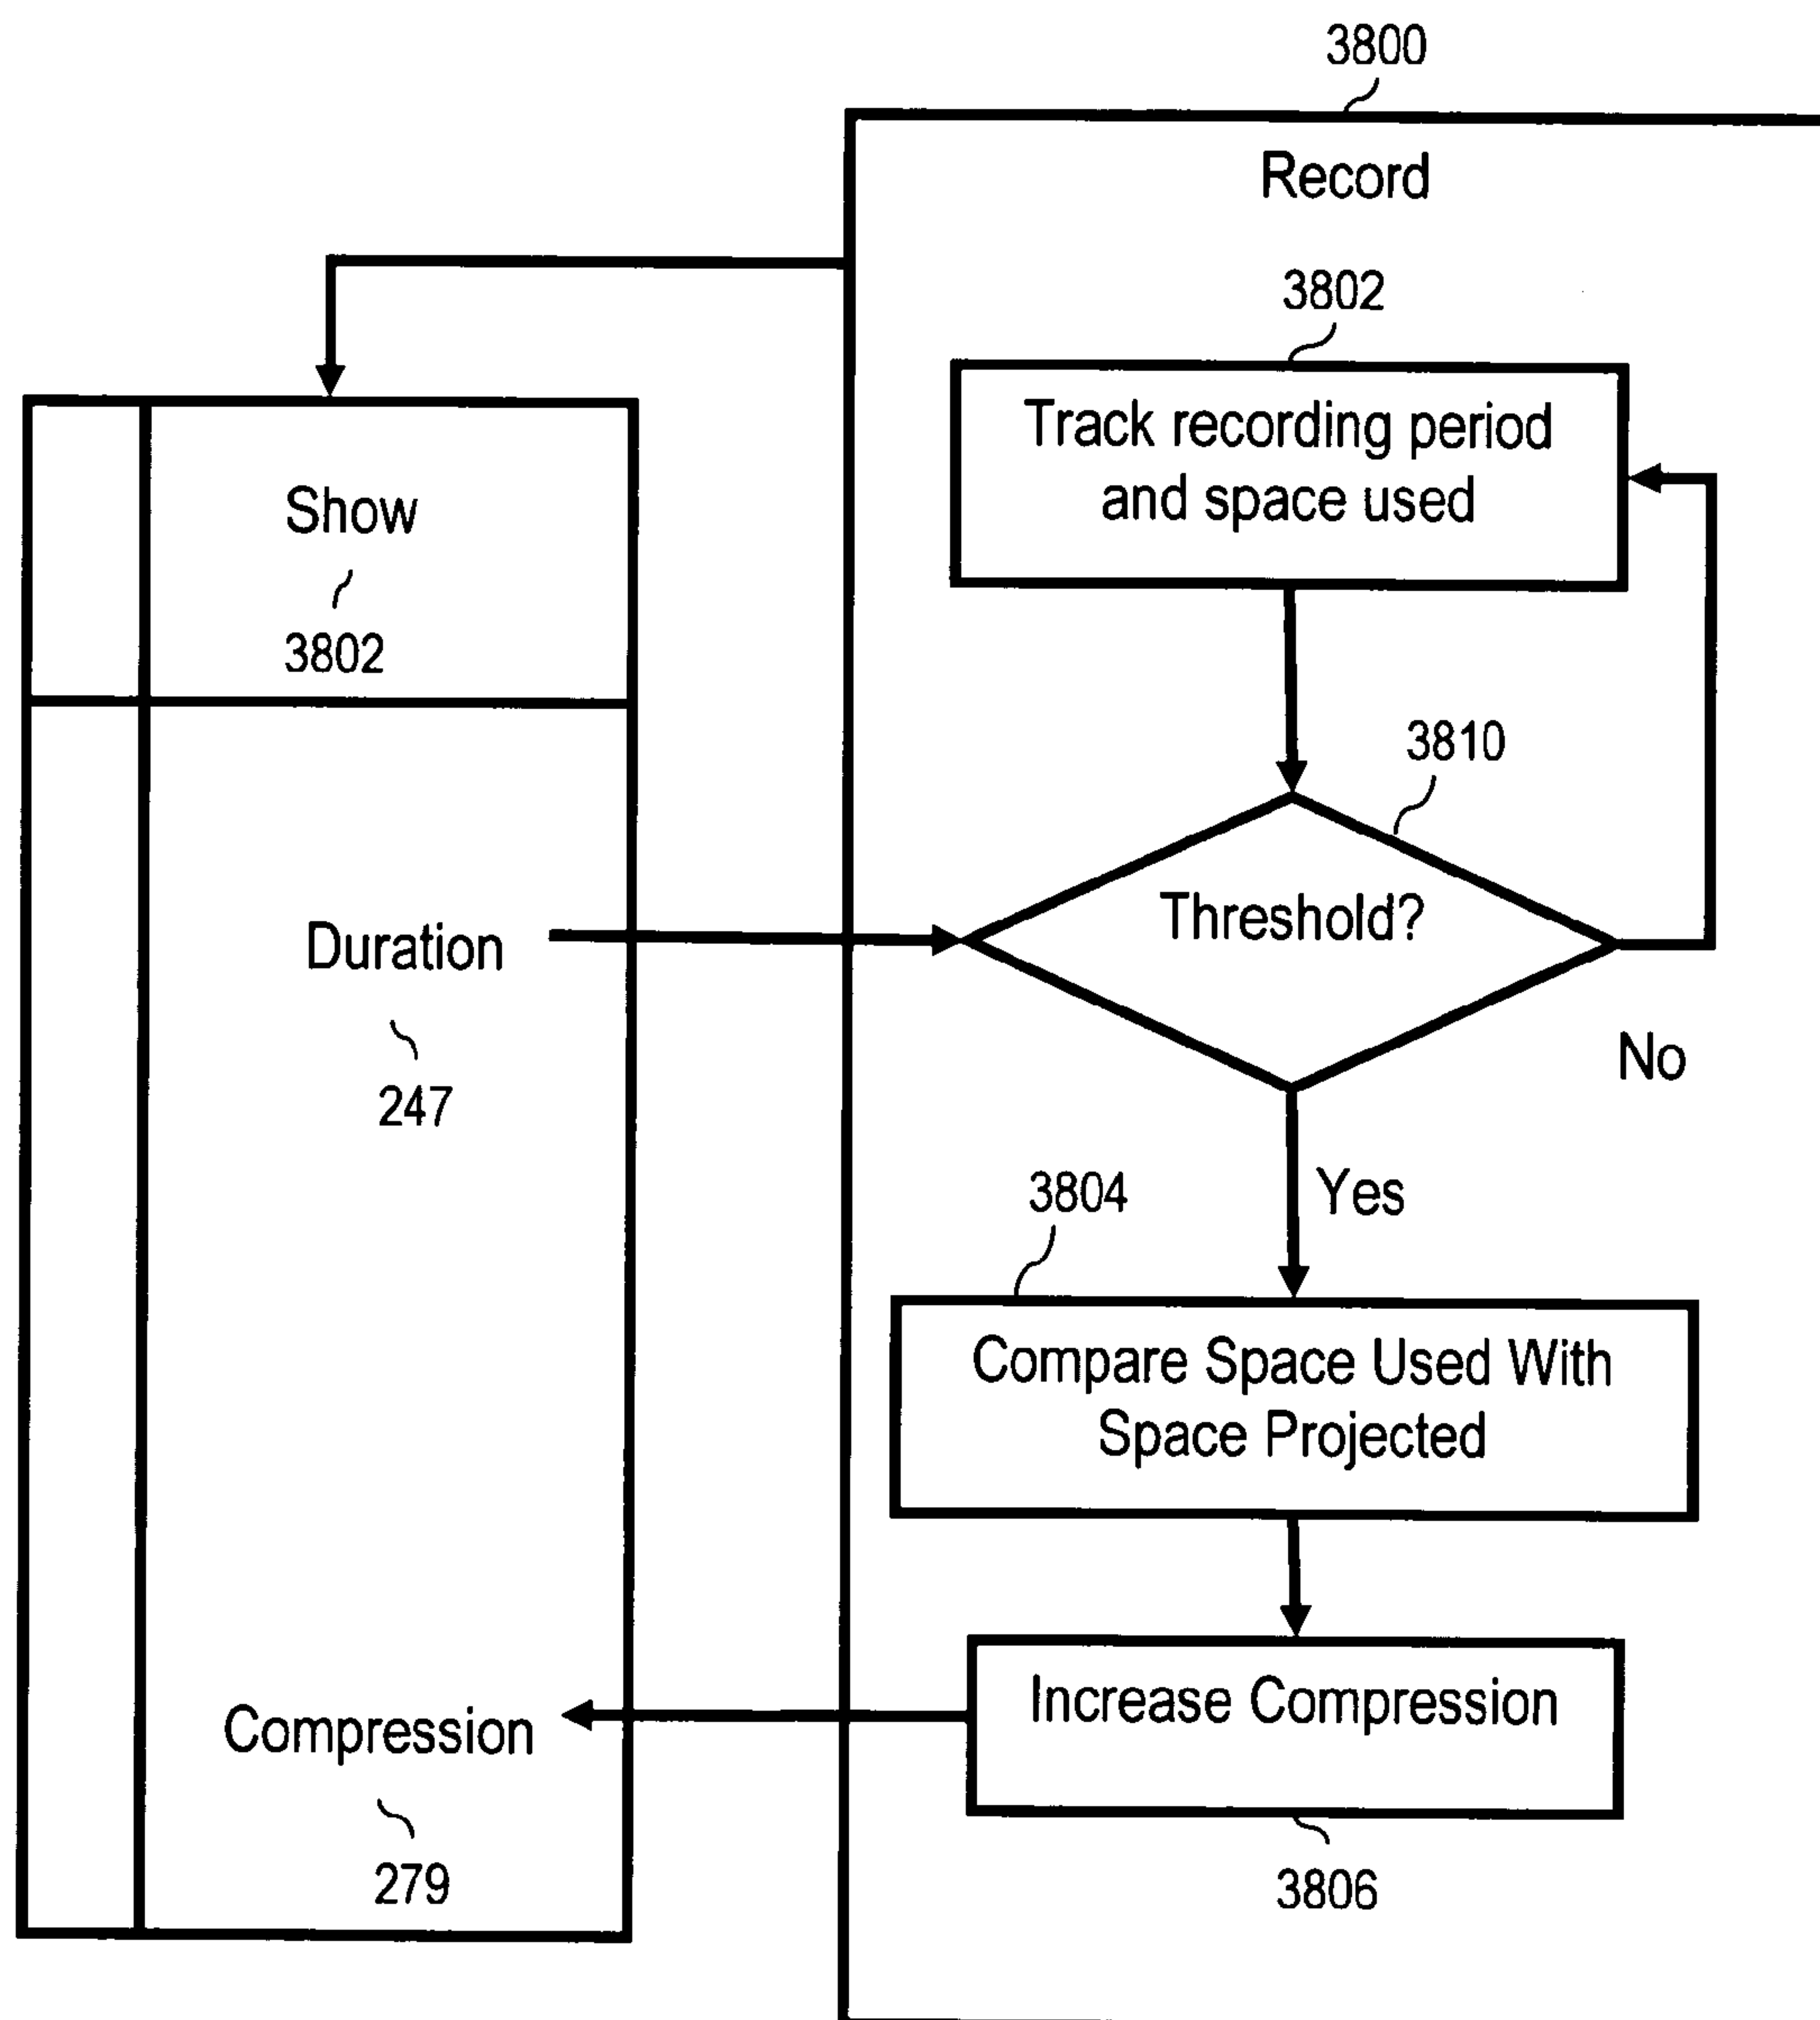 3800
Record
3802
Track recording period
and space used
Show
3802
3810
Threshold?
Duration
247
No
Yes
3804
Compare Space Used With
Space Projected
Increase Compression
Compression
279
3806